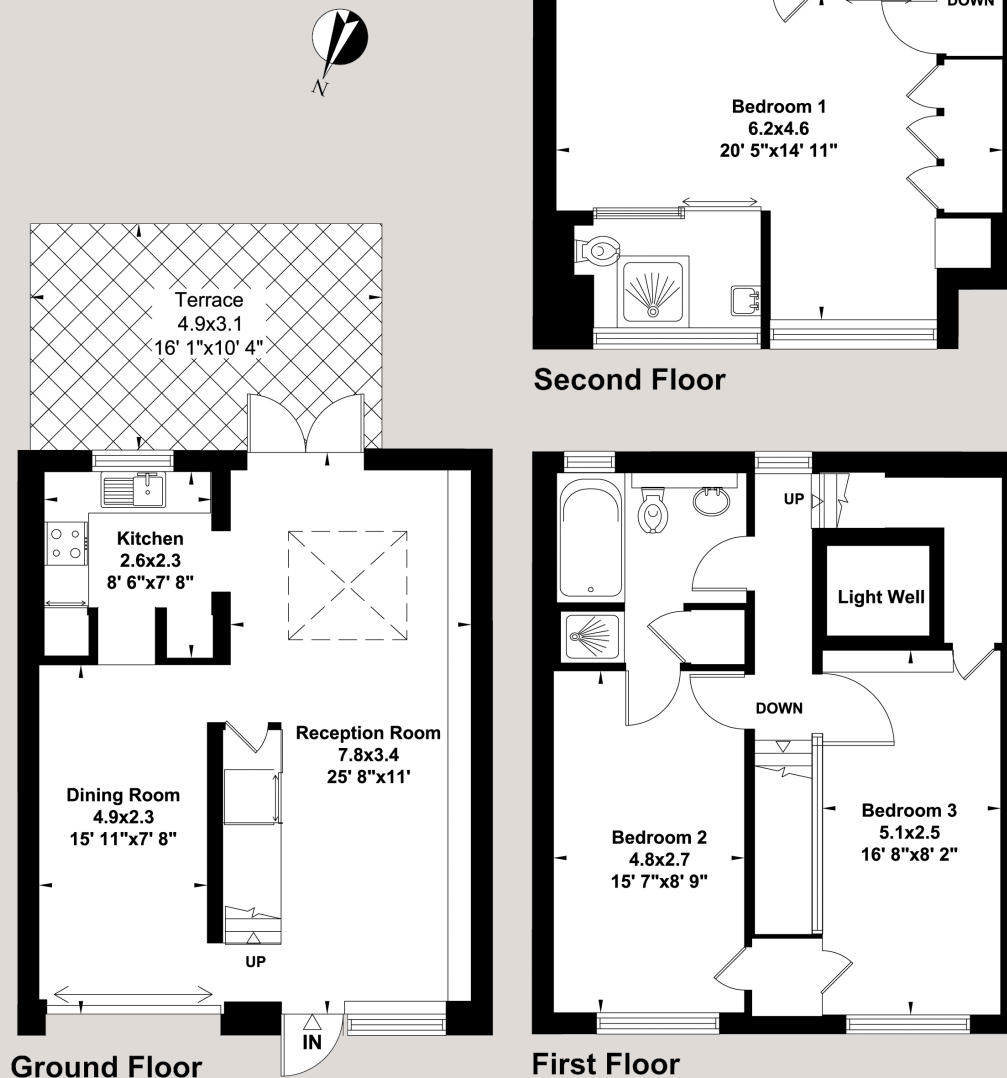 N
DOWN
Bedroom 1
6.2x4.6
20' 5"x14' 11"
Second Floor
Terrace
4.9x3.1
16' 1"x10' 4"
Kitchen
2.6x2.3
8' 6"x7' 8"
Reception Room
7.8x3.4
25' 8"x11'
Dining Room
4.9x2.3
15' 11"x7' 8"
UP
IN
Ground Floor
UP
Light Well
DOWN
Bedroom 2
4.8x2.7
15' 7"x8' 9"
Bedroom 3
5.1x2.5
16' 8"x8' 2"
First Floor